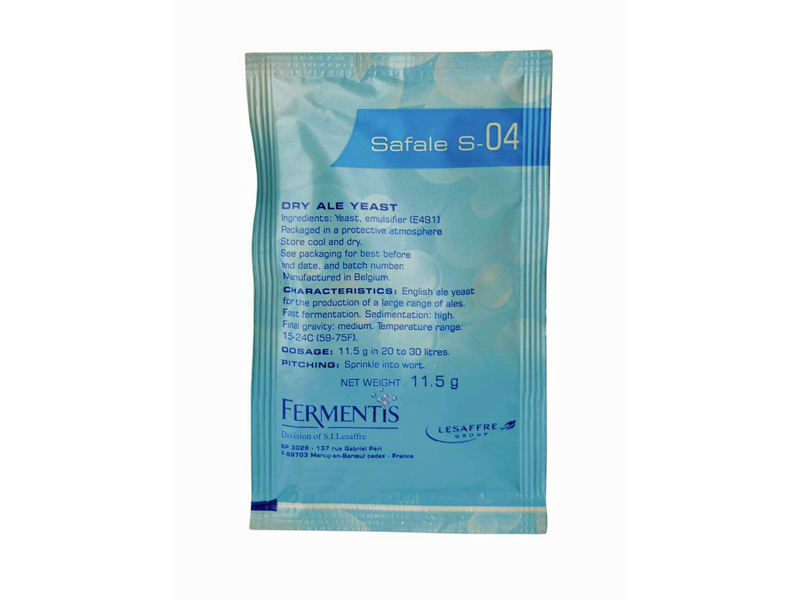 Safale S-04
DRY ALE YEAST
Ingredients: Yeast, emulsifier (E491)
Packaged in a protective atmosphere
Store cool and dry.
See packaging for best before
end date, and batch number.
Manufactured in Belgium.
CHARACTERISTICS: English ale yeast
for the production of a large range of ales.
Fast fermentation. Sedimentation: high.
Final gravity: medium. Temperature range:
15-24C (59-75F).
DOSAGE: 11.5 g in 20 to 30 litres.
PITCHING: Sprinkle into wort.
NET WEIGHT: 11.5 g
FERMENTIS
Division of S.I.Lesaffre
LESAFFRE
GROUP
BP 3029 - 137 rue Gabriel Péri
F-59703 Marcq-en-Barœul cedex - France